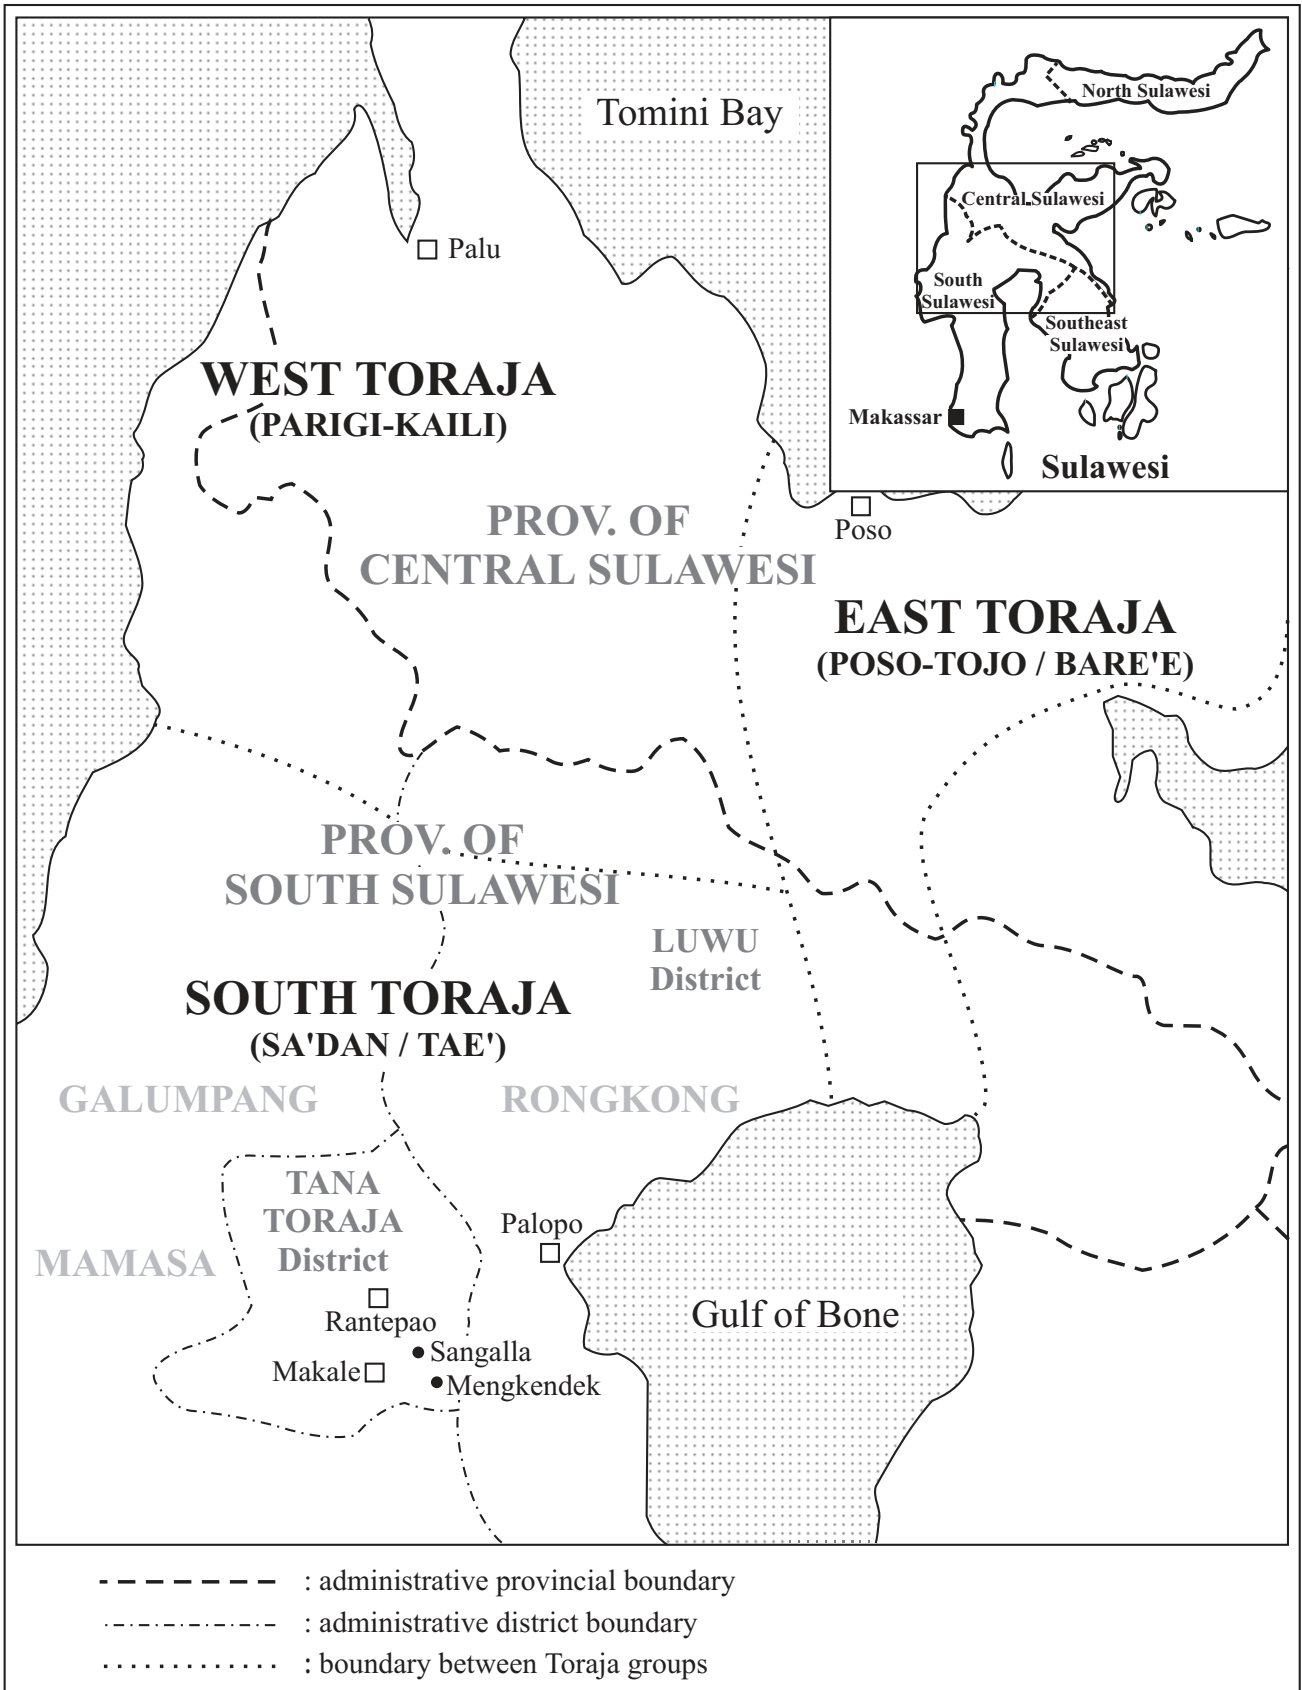 Tomini Bay
North Sulawesi
Central Sulawesi
South
Sulawesi
Southeast
Sulawesi
Makassar
Sulawesi
Palu
WEST TORAJA
(PARIGI-KAILI)
PROV. OF
CENTRAL SULAWESI
Poso
EAST TORAJA
(POSO-TOJO / BARE'E)
PROV. OF
SOUTH SULAWESI
LUWU
District
SOUTH TORAJA
(SA'DAN / TAE')
GALUMPANG
RONGKONG
TANA
TORAJA
District
MAMASA
Palopo
Rantepao
Sangalla
Makale
Mengkendek
Gulf of Bone
: administrative provincial boundary
: administrative district boundary
: boundary between Toraja groups